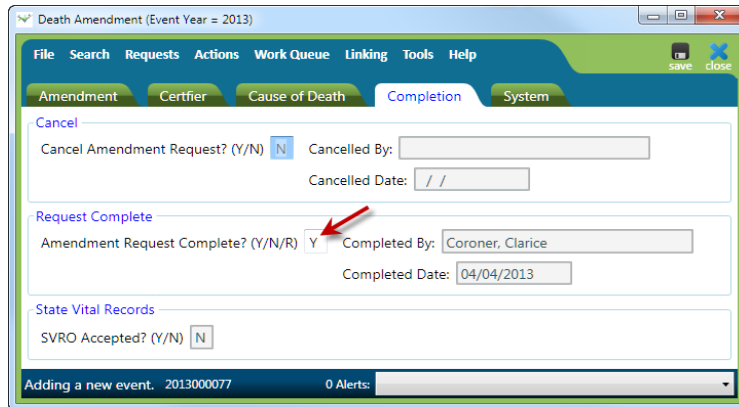 Death Amendment (Event Year = 2013)
File Search Requests Actions Work Queue Linking Tools Help
save close
Amendment Certfier Cause of Death Completion System
Cancel
Cancel Amendment Request? (Y/N) N Cancelled By:
Cancelled Date: / /
Request Complete
Amendment Request Complete? (Y/N/R) Y Completed By: Coroner, Clarice
Completed Date: 04/04/2013
State Vital Records
SVRO Accepted? (Y/N) N
Adding a new event. 2013000077 0 Alerts: